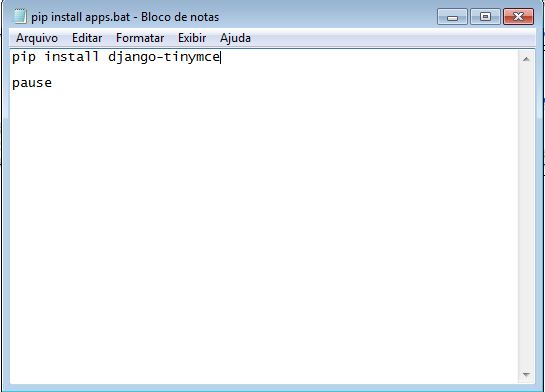 pip install apps.bat - Bloco de notas
Arquivo Editar Formatar Exibir Ajuda
pip install django-tinymce
pause